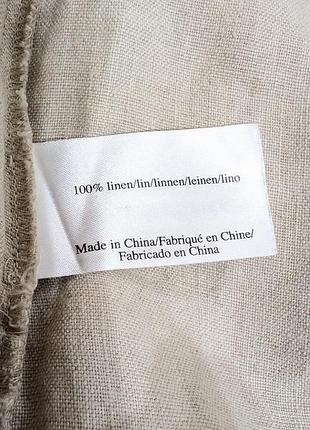 100% linen/lin/linnen/leinen/lino
Made in China/Fabriqué en Chine/
Fabricado en China